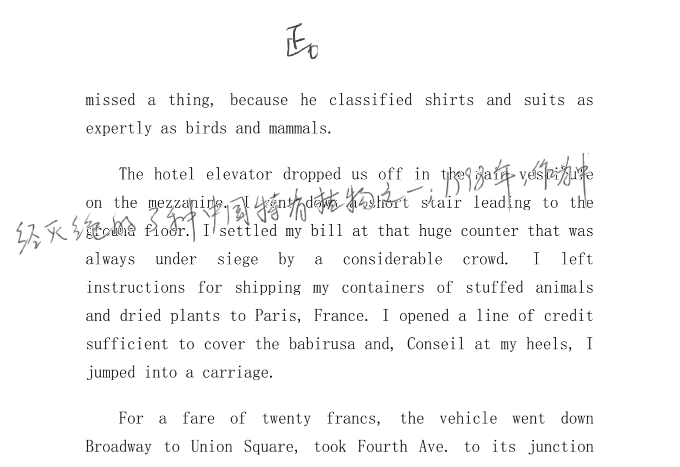 正。
missed a thing, because he classified shirts and suits as
expertly as birds and mammals.
The hotel elevator dropped us off in the main vestibule
on the mezzanine. I went down a short stair leading to the
ground floor. I settled my bill at that huge counter that was
always under siege by a considerable crowd. I left
instructions for shipping my containers of stuffed animals
and dried plants to Paris, France. I opened a line of credit
sufficient to cover the babirusa and, Conseil at my heels, I
jumped into a carriage.
For a fare of twenty francs, the vehicle went down
Broadway to Union Square, took Fourth Ave. to its junction
经灭绝的3种中国特有植物之一；1998年，作为中